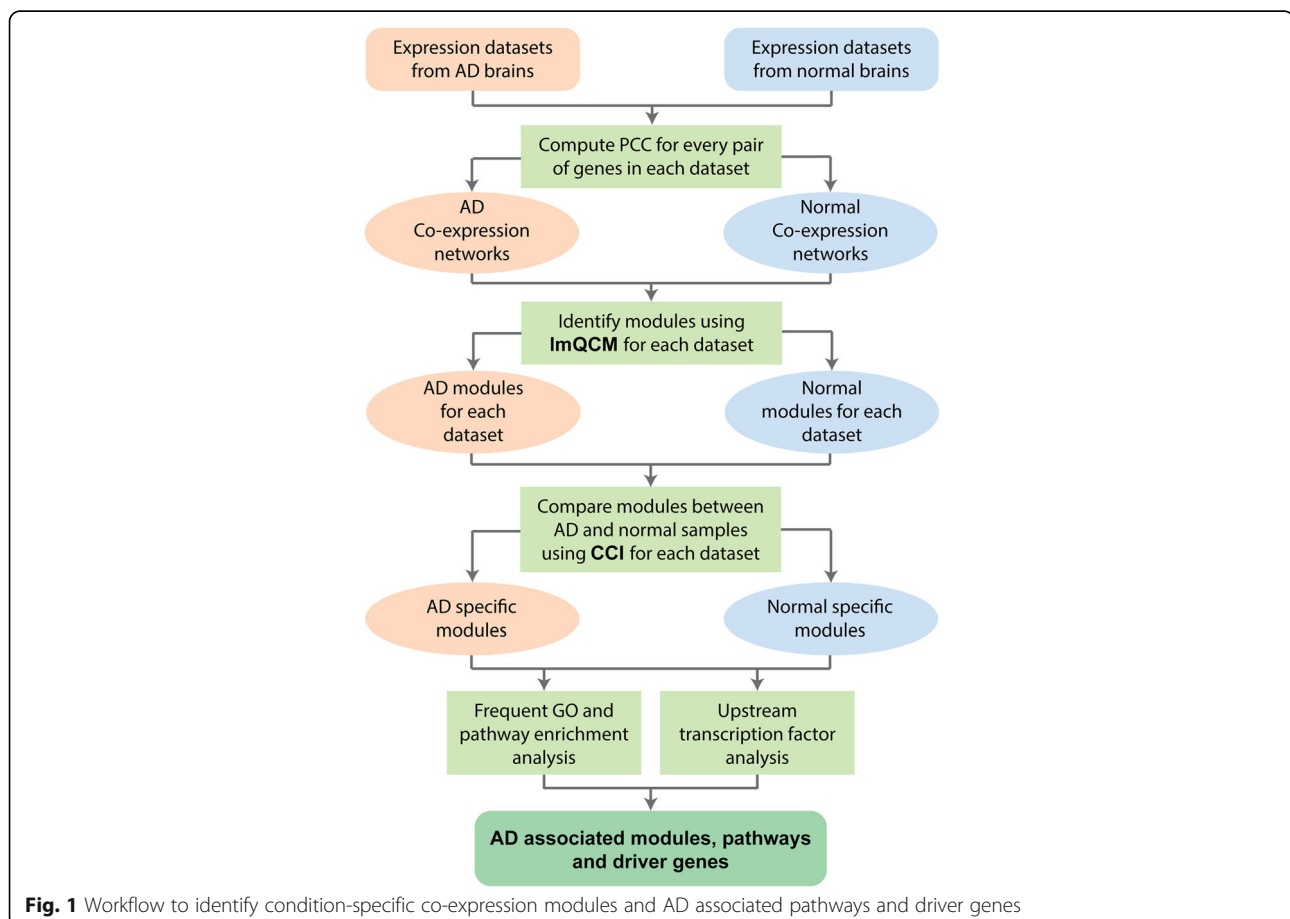 Expression datasets
from AD brains
Expression datasets
from normal brains
Compute PCC for every pair
of genes in each dataset
AD
Co-expression
networks
Normal
Co-expression
networks
Identify modules using
lmQCM for each dataset
AD modules
for each
dataset
Normal
modules for each
dataset
Compare modules between
AD and normal samples
using CCI for each dataset
AD specific
modules
Normal specific
modules
Frequent GO and
pathway enrichment
analysis
Upstream
transcription factor
analysis
AD associated modules, pathways
and driver genes
Fig. 1 Workflow to identify condition-specific co-expression modules and AD associated pathways and driver genes